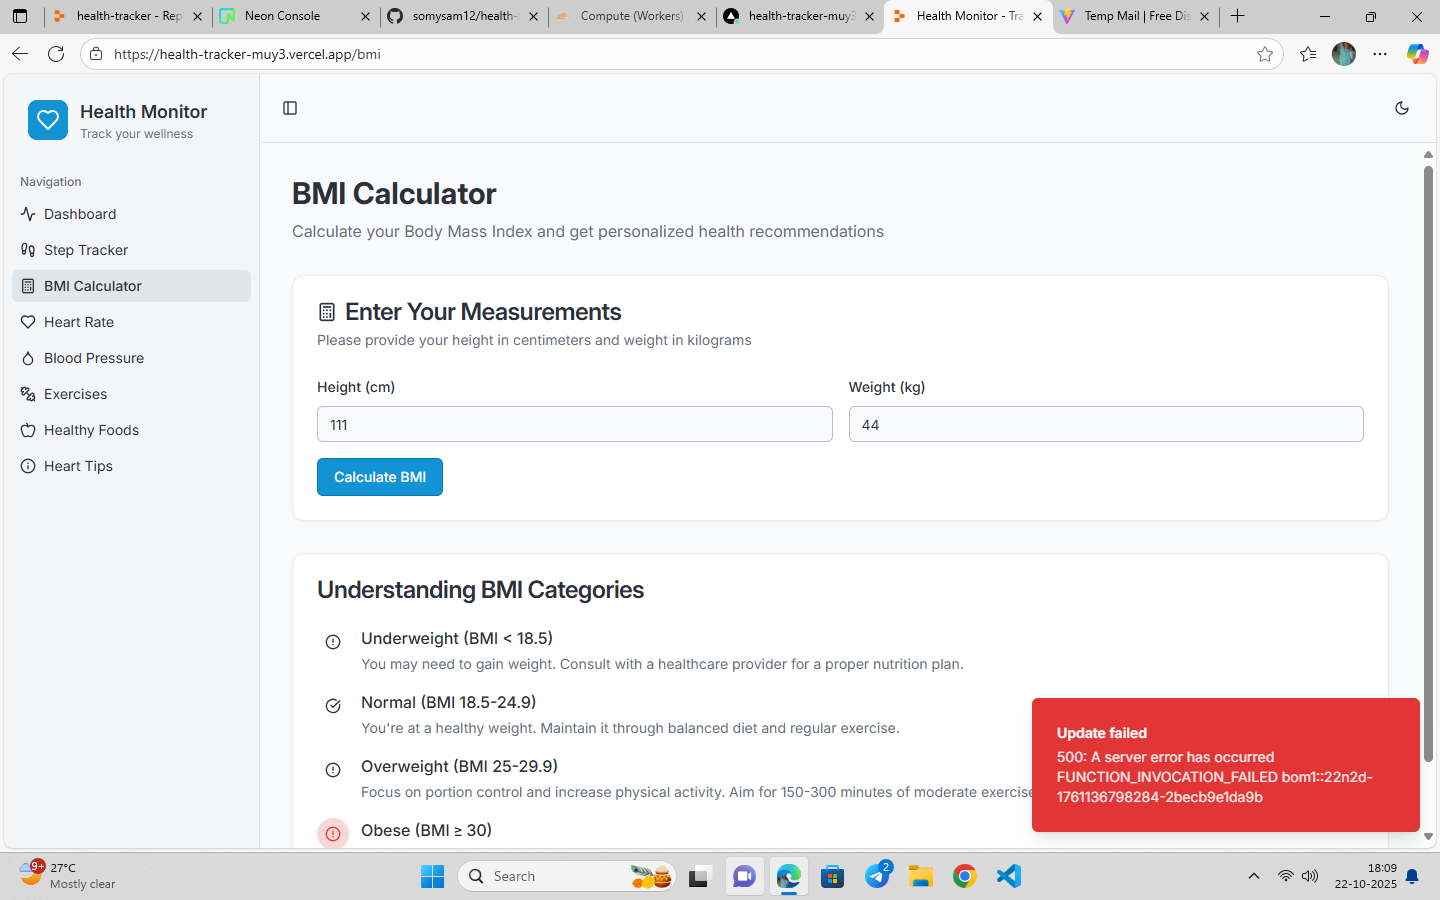 health-tracker - Rep
Neon Console
somysam12/health-
Compute (Workers)
health-tracker-muy3
Health Monitor - Tra
Temp Mail | Free Dis
https://health-tracker-muy3.vercel.app/bmi
Health Monitor
Track your wellness
Navigation
Dashboard
Step Tracker
BMI Calculator
Heart Rate
Blood Pressure
Exercises
Healthy Foods
Heart Tips
BMI Calculator
Calculate your Body Mass Index and get personalized health recommendations
Enter Your Measurements
Please provide your height in centimeters and weight in kilograms
Height (cm)
Weight (kg)
111
44
Calculate BMI
Understanding BMI Categories
Underweight (BMI < 18.5)
You may need to gain weight. Consult with a healthcare provider for a proper nutrition plan.
Normal (BMI 18.5-24.9)
You're at a healthy weight. Maintain it through balanced diet and regular exercise.
Overweight (BMI 25-29.9)
Focus on portion control and increase physical activity. Aim for 150-300 minutes of moderate exercise
Obese (BMI ≥ 30)
Update failed
500: A server error has occurred
FUNCTION_INVOCATION_FAILED bom1::22n2d-
1761136798284-2becb9e1da9b
9+
27°C
Mostly clear
Search
2
18:09
22-10-2025